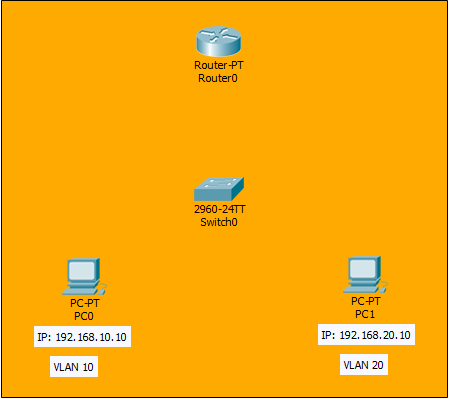 Router-PT
Router0
2960-24TT
Switch0
PC-PT
PC0
IP: 192.168.10.10
VLAN 10
PC-PT
PC1
IP: 192.168.20.10
VLAN 20